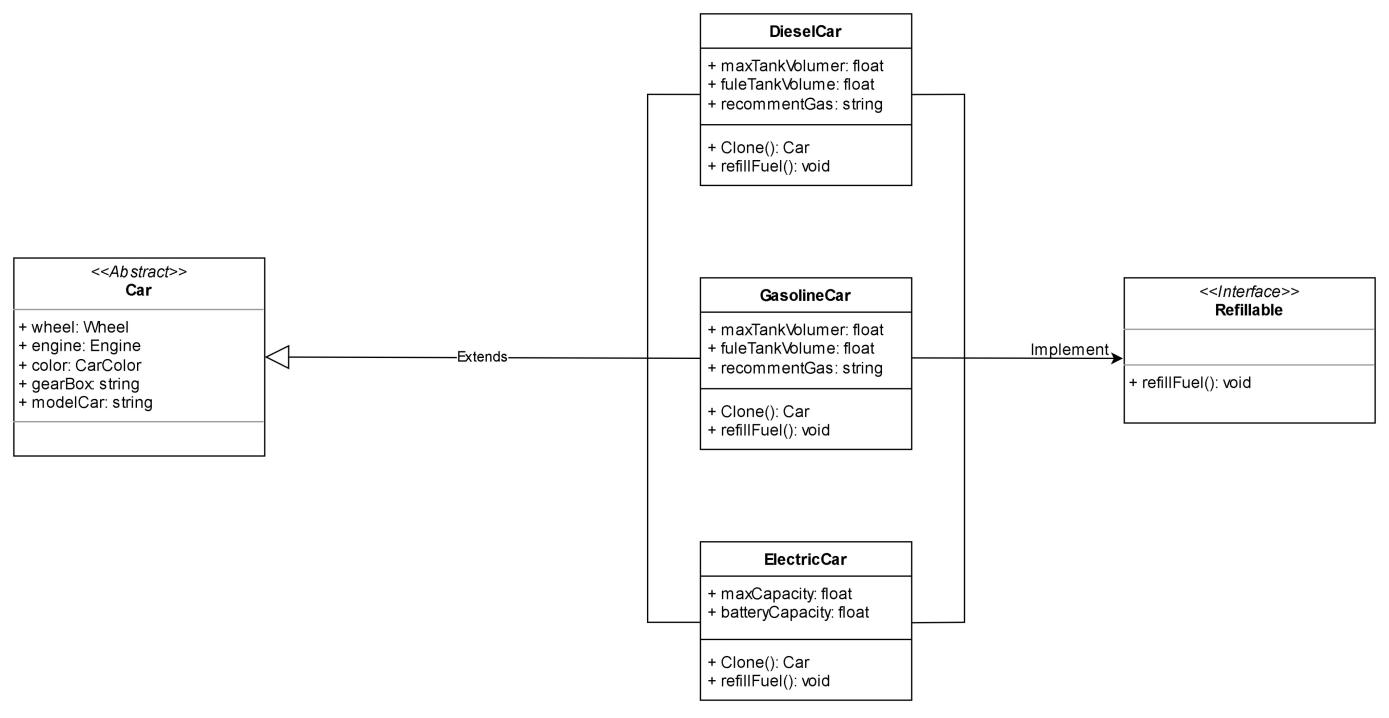 DieselCar
+ maxTankVolumer: float
+ fuleTankVolume: float
+ recommentGas: string
+ Clone(): Car
+ refillFuel(): void
<<Abstract>>
Car
+ wheel: Wheel
+ engine: Engine
+ color: CarColor
+ gearBox: string
+ modelCar: string
Extends
GasolineCar
+ maxTankVolumer: float
+ fuleTankVolume: float
+ recommentGas: string
+ Clone(): Car
+ refillFuel(): void
Implement
<<Interface>>
Refillable
+ refillFuel(): void
ElectricCar
+ maxCapacity: float
+ batteryCapacity: float
+ Clone(): Car
+ refillFuel(): void